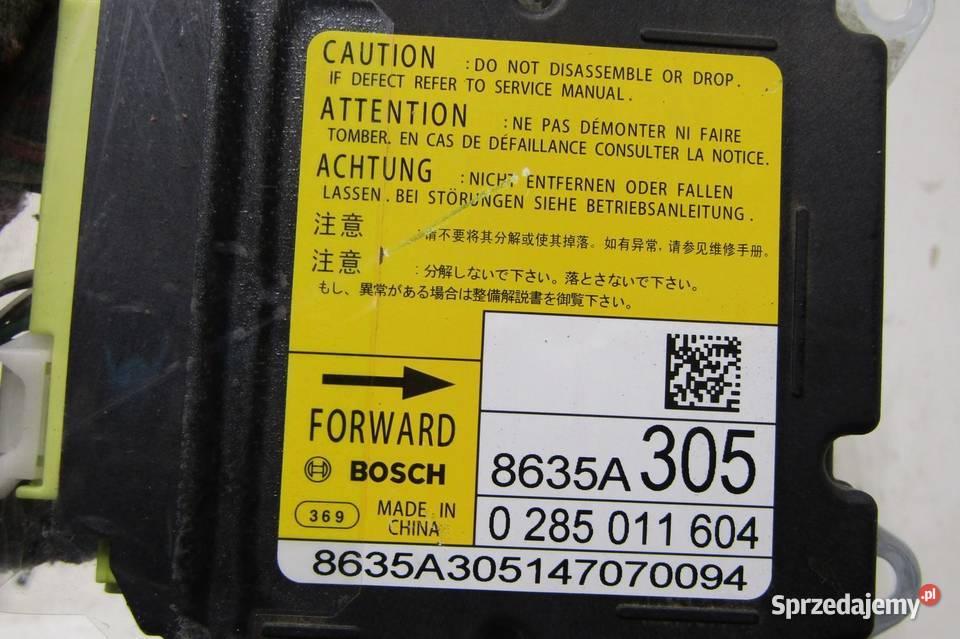 CAUTION : DO NOT DISASSEMBLE OR DROP.
IF DEFECT REFER TO SERVICE MANUAL.
ATTENTION : NE PAS DÉMONTER NI FAIRE
TOMBER. EN CAS DE DÉFAILLANCE CONSULTER LA NOTICE.
ACHTUNG : NICHT ENTFERNEN ODER FALLEN
LASSEN. BEI STÖRUNGEN SIEHE BETRIEBSANLEITUNG.
注意 : 请不要将其分解或使其掉落。如有异常, 请参见维修手册。
注意 : 分解しないで下さい。落とさないで下さい。
もし、異常がある場合は整備解説書を御覧下さい。
FORWARD
BOSCH
369 MADE IN
CHINA
8635A 305
0 285 011 604
8635A305147070094
Sprzedajemy.pl